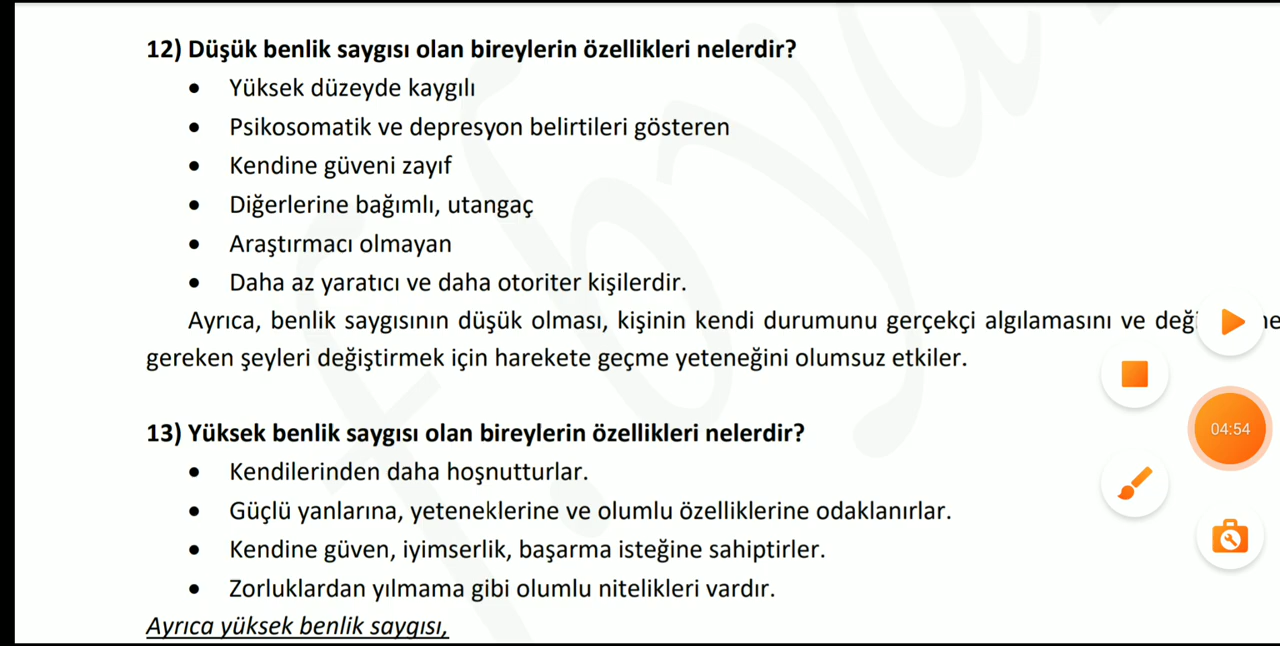 12) Düşük benlik saygısı olan bireylerin özellikleri nelerdir?
• Yüksek düzeyde kaygılı
• Psikosomatik ve depresyon belirtileri gösteren
• Kendine güveni zayıf
• Diğerlerine bağımlı, utangaç
• Araştırmacı olmayan
• Daha az yaratıcı ve daha otoriter kişilerdir.
Ayrıca, benlik saygısının düşük olması, kişinin kendi durumunu gerçekçi algılamasını ve
gereken şeyleri değiştirmek için harekete geçme yeteneğini olumsuz etkiler.
13) Yüksek benlik saygısı olan bireylerin özellikleri nelerdir?
• Kendilerinden daha hoşnutturlar.
• Güçlü yanlarına, yeteneklerine ve olumlu özelliklerine odaklanırlar.
• Kendine güven, iyimserlik, başarma isteğine sahiptirler.
• Zorluklardan yılmama gibi olumlu nitelikleri vardır.
Ayrıca yüksek benlik saygısı,
04:54